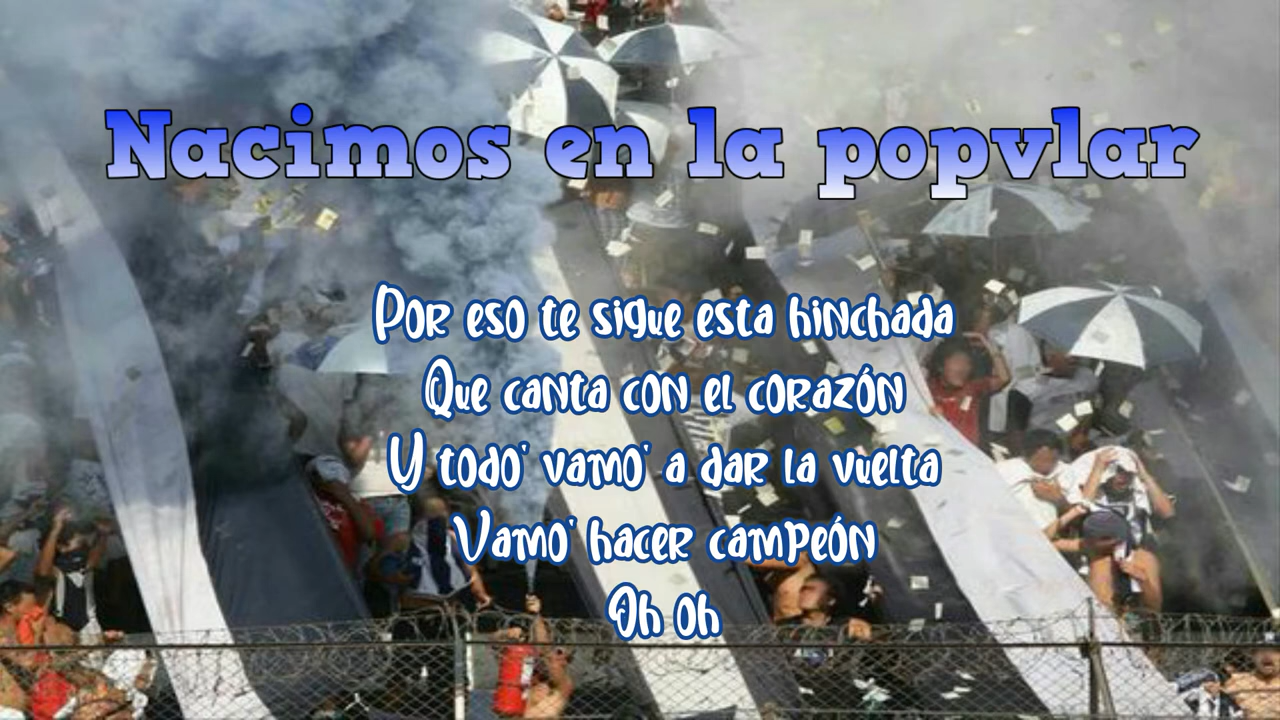 Nacimos en la popvlar
Por eso te sigue esta hinchada
Que canta con el corazón
Y todo' vamo' a dar la vuelta
Vamo' hacer campeón
Oh Oh